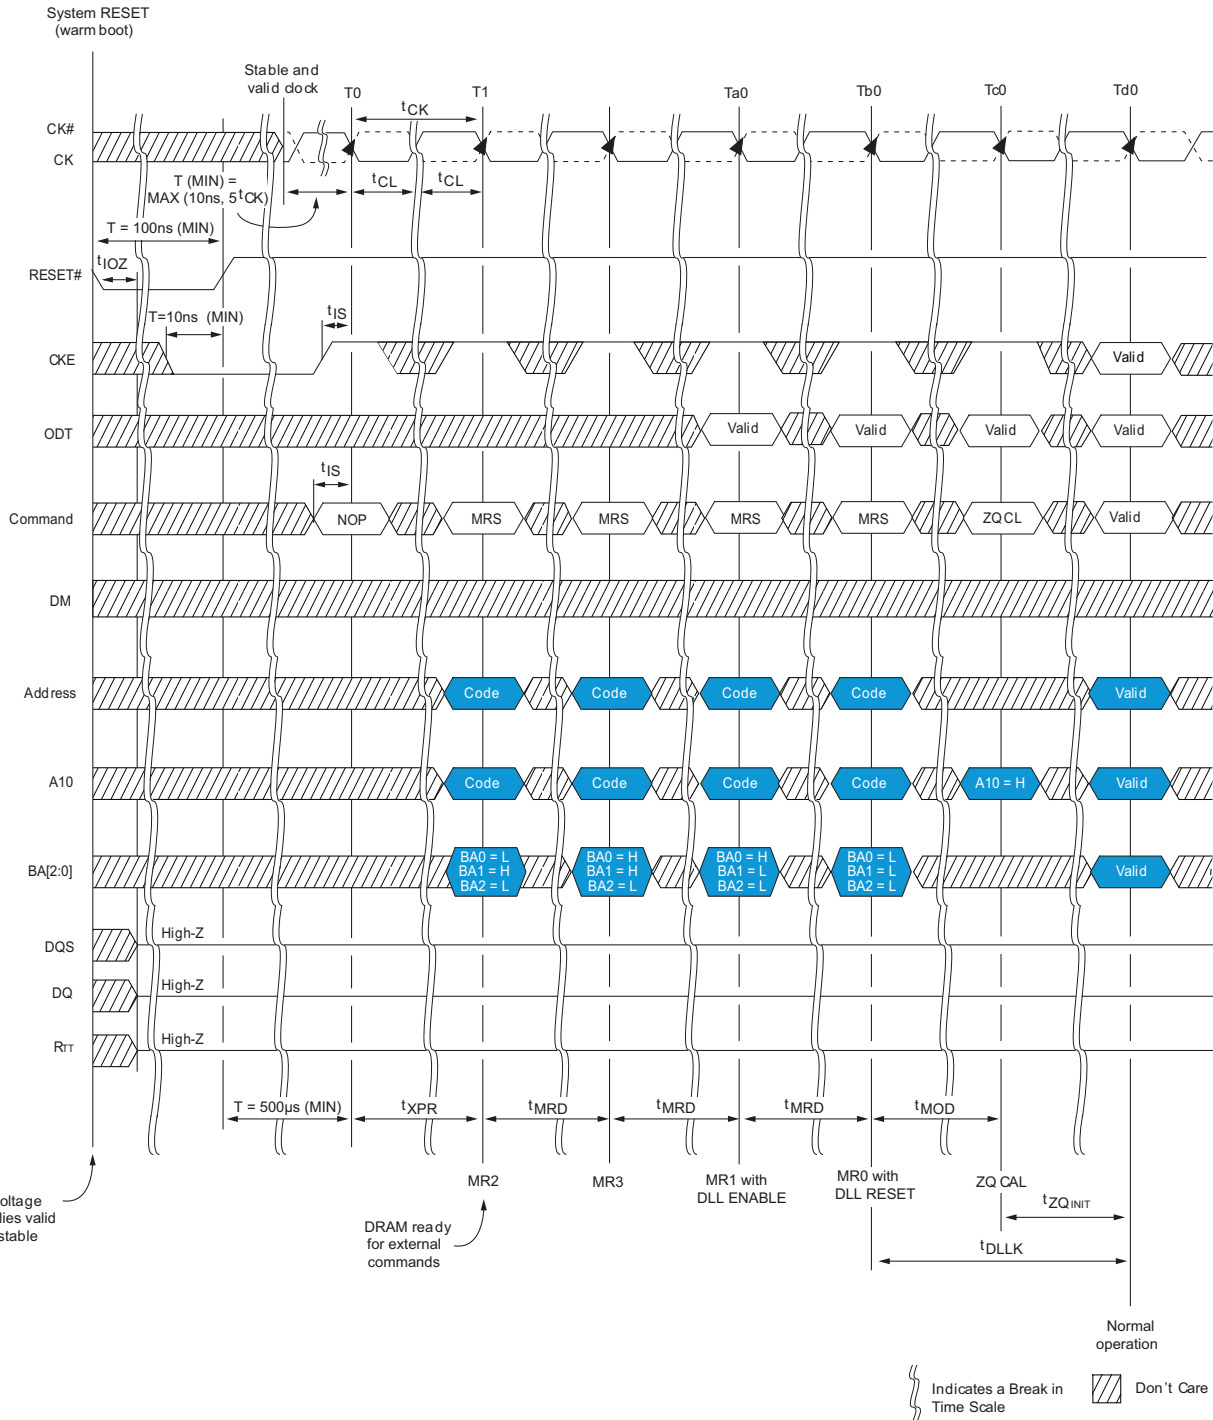 System RESET
(warm boot)
Stable and
valid clock
T0
T1
Ta0
Tb0
Tc0
Td0
tCK
CK#
CK
T (MIN) =
MAX (10ns, 5tCK)
tCL
tCL
T = 100ns (MIN)
tIOZ
RESET#
T=10ns (MIN)
tIS
CKE
Valid
ODT
Valid
Valid
Valid
Valid
tIS
Command
NOP
MRS
MRS
MRS
MRS
ZQCL
Valid
DM
Address
Code
Code
Code
Code
Valid
A10
Code
Code
Code
Code
A10 = H
Valid
BA[2:0]
BA0 = L
BA1 = H
BA2 = L
BA0 = H
BA1 = H
BA2 = L
BA0 = H
BA1 = L
BA2 = L
BA0 = L
BA1 = L
BA2 = L
Valid
DQS
High-Z
DQ
High-Z
RTT
High-Z
T = 500µs (MIN)
tXPR
tMRD
tMRD
tMRD
tMOD
MR2
MR3
MR1 with
DLL ENABLE
MR0 with
DLL RESET
ZQ CAL
tZQINIT
oltage
lies valid
stable
DRAM ready
for external
commands
tDLLK
Normal
operation
Indicates a Break in
Time Scale
Don't Care